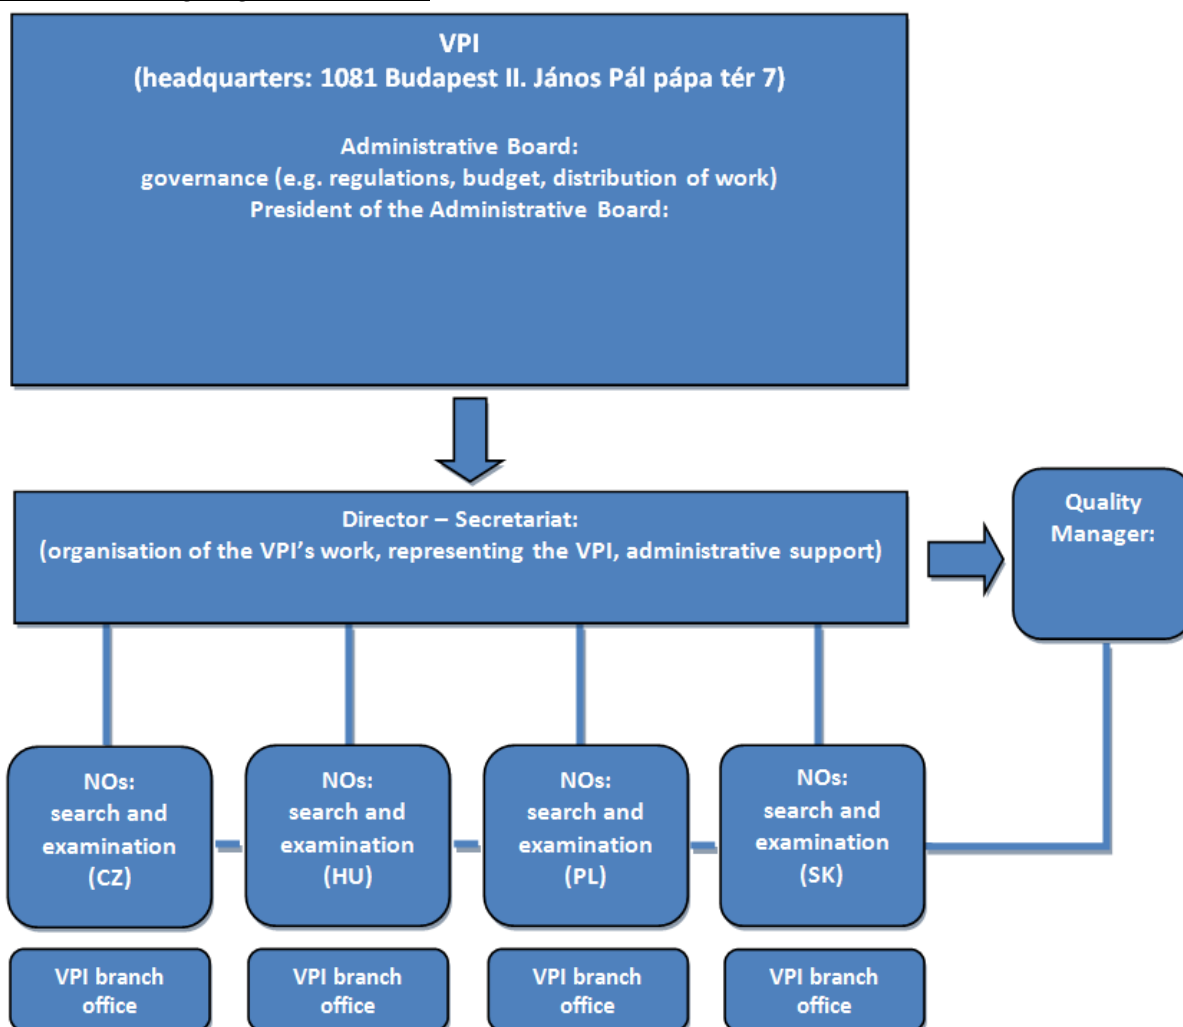 VPI
(headquarters: 1081 Budapest II. János Pál pápa tér 7)
Administrative Board:
governance (e.g. regulations, budget, distribution of work)
President of the Administrative Board:
Director – Secretariat:
(organisation of the VPI's work, representing the VPI, administrative support)
Quality
Manager:
NOs:
search and
examination
(CZ)
NOs:
search and
examination
(HU)
NOs:
search and
examination
(PL)
NOs:
search and
examination
(SK)
VPI branch
office
VPI branch
office
VPI branch
office
VPI branch
office